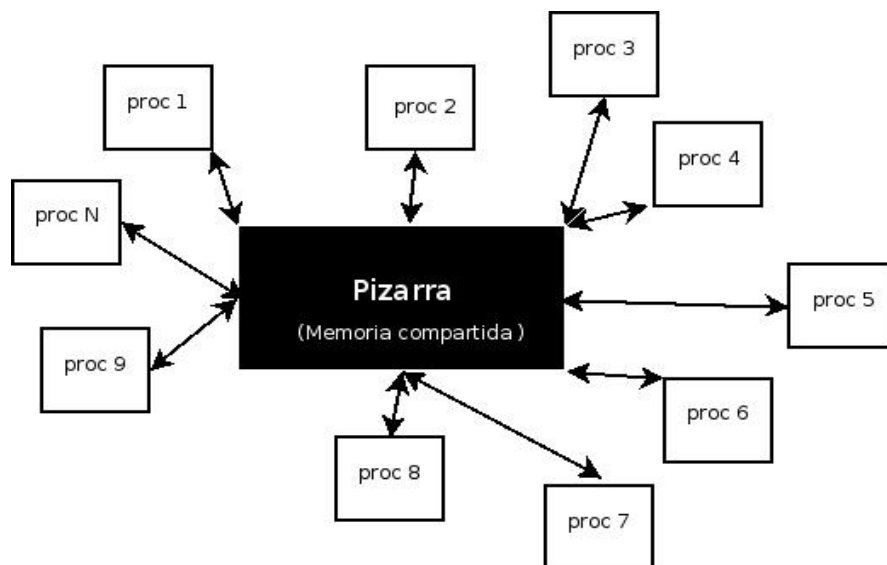 proc 3
proc 1
proc 2
proc 4
proc N
Pizarra
(Memoria compartida)
proc 5
proc 9
proc 6
proc 8
proc 7